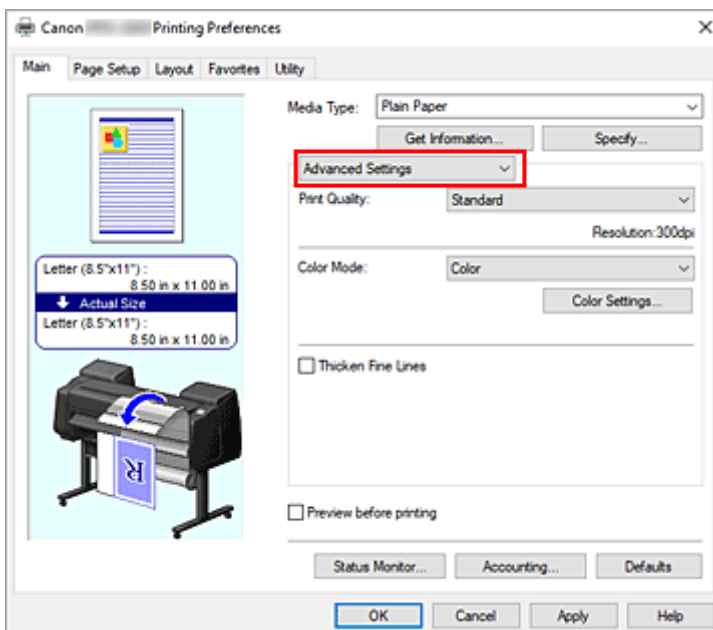 Canon Printing Preferences
Main Page Setup Layout Favorites Utility
Media Type: Plain Paper
Get Information... Specify...
Advanced Settings
Print Quality: Standard
Resolution:300dpi
Letter (8.5"x11") :
8.50 in x 11.00 in
Actual Size
Letter (8.5"x11") :
8.50 in x 11.00 in
Color Mode: Color
Color Settings...
Thicken Fine Lines
R
Preview before printing
Status Monitor... Accounting... Defaults
OK Cancel Apply Help